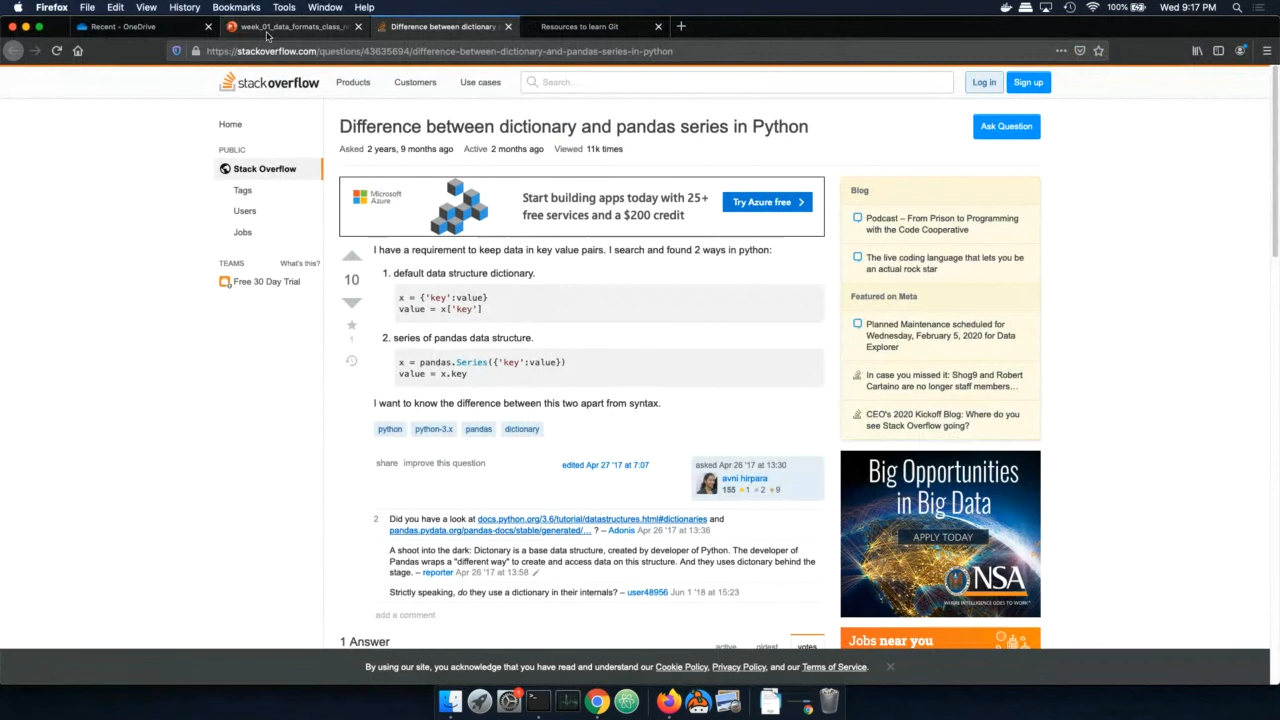 Firefox File Edit View History Bookmarks Tools Window Help 100% Wed 9:17 PM
Recent - OneDrive
week_01_data_formats_class_n
Difference between dictionary
Resources to learn Git
https://stackoverflow.com/questions/43635694/difference-between-dictionary-and-pandas-series-in-python
stackoverflow Products Customers Use cases Search... Log in Sign up
Home
PUBLIC
Stack Overflow
Tags
Users
Jobs
TEAMS What's this?
Free 30 Day Trial
Difference between dictionary and pandas series in Python
Ask Question
Asked 2 years, 9 months ago Active 2 months ago Viewed 11k times
Microsoft
Azure
Start building apps today with 25+
free services and a $200 credit
Try Azure free
10
1
I have a requirement to keep data in key value pairs. I search and found 2 ways in python:
1. default data structure dictionary.
x = {'key':value}
value = x['key']
2. series of pandas data structure.
x = pandas.Series({'key':value})
value = x.key
I want to know the difference between this two apart from syntax.
python python-3.x pandas dictionary
share improve this question
edited Apr 27 '17 at 7:07
asked Apr 26 '17 at 13:30
avni hirpara
155 1 2 9
2 Did you have a look at docs.python.org/3.6/tutorial/datastructures.html#dictionaries and
pandas.pydata.org/pandas-docs/stable/generated/... ? – Adonis Apr 26 '17 at 13:36
A shoot into the dark: Dictonary is a base data structure, created by developer of Python. The developer of
Pandas wraps a "different way" to create and access data on this structure. And they uses dictonary behind the
stage. – reporter Apr 26 '17 at 13:58
Strictly speaking, do they use a dictionary in their internals? – user48956 Jun 1 '18 at 15:23
add a comment
1 Answer
active oldest votes
Blog
Podcast – From Prison to Programming
with the Code Cooperative
The live coding language that lets you be
an actual rock star
Featured on Meta
Planned Maintenance scheduled for
Wednesday, February 5, 2020 for Data
Explorer
In case you missed it: Shog9 and Robert
Cartaino are no longer staff members…
CEO's 2020 Kickoff Blog: Where do you
see Stack Overflow going?
Big Opportunities
in Big Data
APPLY TODAY
NSA
WHERE INTELLIGENCE GOES TO WORK
Jobs near you
By using our site, you acknowledge that you have read and understand our Cookie Policy, Privacy Policy, and our Terms of Service.